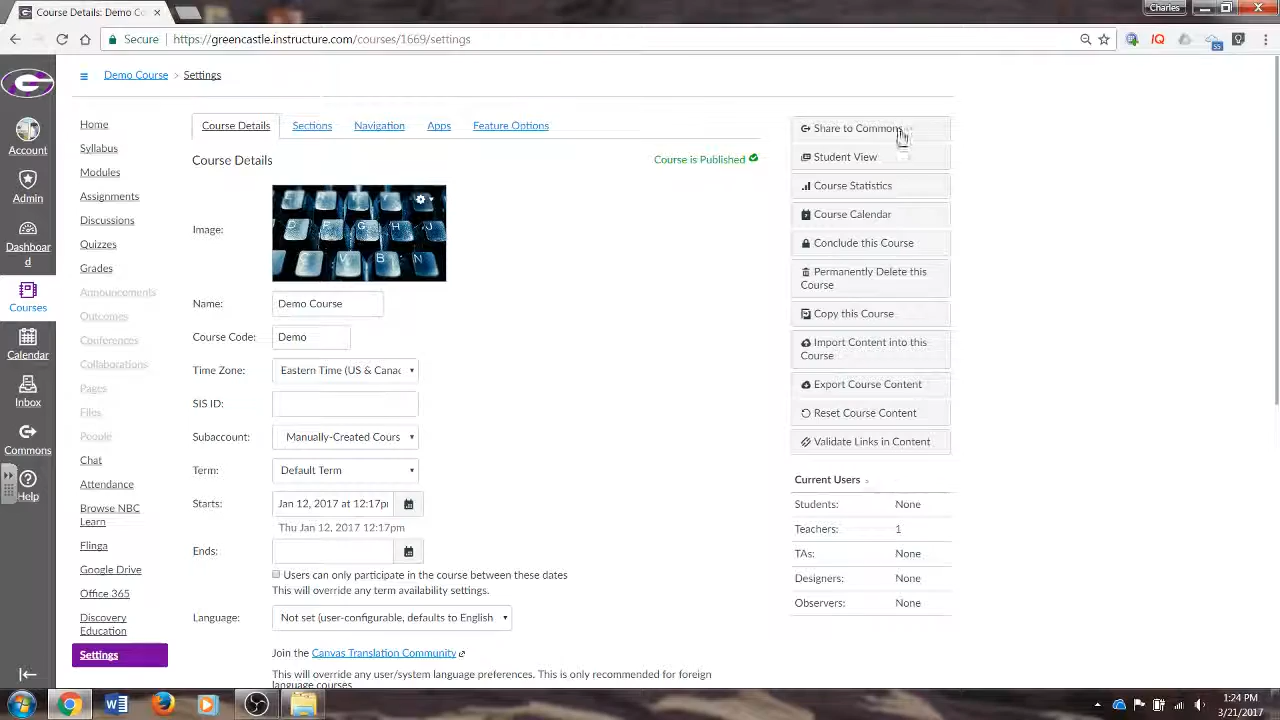 Course Details: Demo Co
Charles
Secure
https://greencastle.instructure.com/courses/1669/settings
55
Demo Course > Settings
Account
Admin
Dashboar
d
Courses
Calendar
Inbox
Commons
Help
Home
Syllabus
Modules
Assignments
Discussions
Quizzes
Grades
Announcements
Outcomes
Conferences
Collaborations
Pages
Files
People
Chat
Attendance
Browse NBC
Learn
Flinga
Google Drive
Office 365
Discovery
Education
Settings
Course Details Sections Navigation Apps Feature Options
Course Details
Course is Published
Image:
D F G H J
V B N
Name: Demo Course
Course Code: Demo
Time Zone: Eastern Time (US & Canac
SIS ID:
Subaccount: Manually-Created Cours
Term: Default Term
Starts: Jan 12, 2017 at 12:17pr
Thu Jan 12, 2017 12:17pm
Ends:
Users can only participate in the course between these dates
This will override any term availability settings.
Language: Not set (user-configurable, defaults to English
Join the Canvas Translation Community
This will override any user/system language preferences. This is only recommended for foreign
language courses
Share to Commons
Student View
Course Statistics
Course Calendar
Conclude this Course
Permanently Delete this
Course
Copy this Course
Import Content into this
Course
Export Course Content
Reset Course Content
Validate Links in Content
Current Users
Students: None
Teachers: 1
TAs: None
Designers: None
Observers: None
1:24 PM
3/21/2017